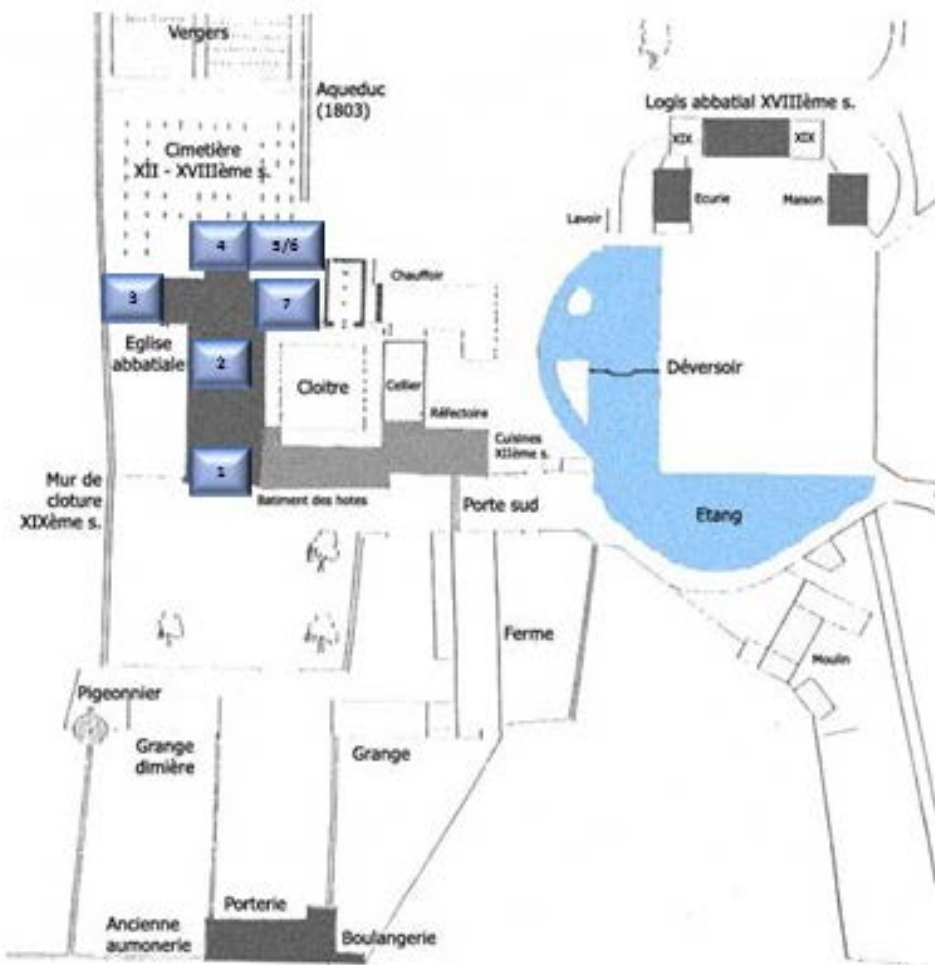 Vergers
Aqueduc
(1803)
Logis abbatial XVIIIème s.
XIX
XIX
Cimetière
XII - XVIIIème s.
Ecurie
Maison
Lavoir
4
5/6
3
7
Chauffoir
Eglise
abbatiale
2
Cloitre
Cellier
Déversoir
Réfectoire
Cuisines
XIIème s.
1
Mur de
cloture
XIXème s.
Batiment des hotes
Porte sud
Etang
Ferme
Moulin
Pigeonnier
Grange
dimière
Grange
Porterie
Ancienne
aumonerie
Boulangerie